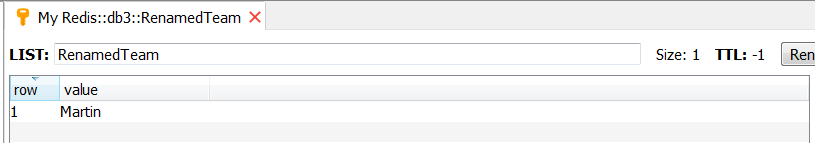 My Redis::db3::RenamedTeam
LIST: RenamedTeam Size: 1 TTL: -1 Ren
row value
1 Martin